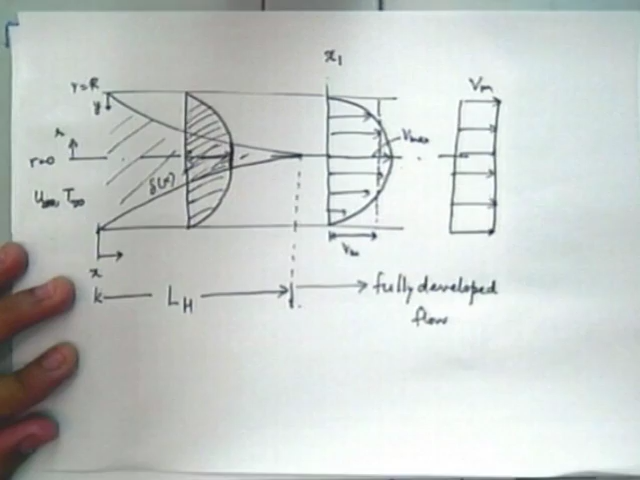 x1
r=R
y
Vm
r
Vmax
r=0
δ(x)
U∞, T∞
Vm
x
LH
fully developed
flow